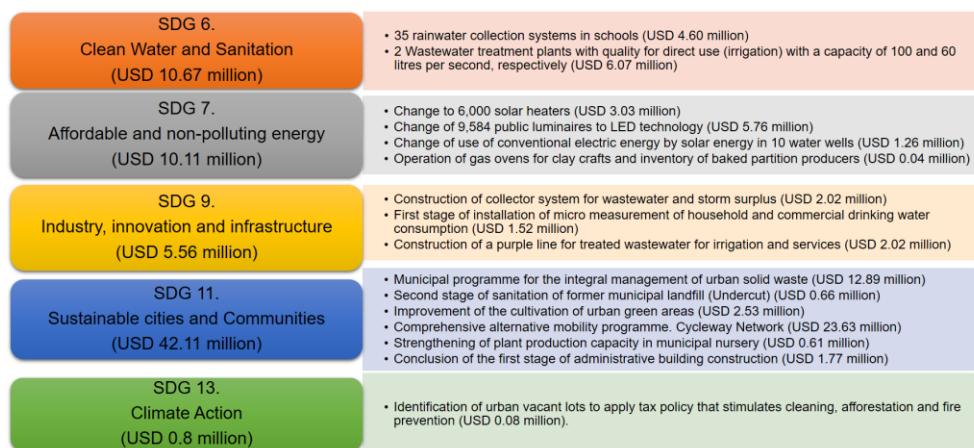 SDG 6.
Clean Water and Sanitation
(USD 10.67 million)
• 35 rainwater collection systems in schools (USD 4.60 million)
• 2 Wastewater treatment plants with quality for direct use (irrigation) with a capacity of 100 and 60
litres per second, respectively (USD 6.07 million)
SDG 7.
Affordable and non-polluting energy
(USD 10.11 million)
• Change to 6,000 solar heaters (USD 3.03 million)
• Change of 9,584 public luminaires to LED technology (USD 5.76 million)
• Change of use of conventional electric energy by solar energy in 10 water wells (USD 1.26 million)
• Operation of gas ovens for clay crafts and inventory of baked partition producers (USD 0.04 million)
SDG 9.
Industry, innovation and infrastructure
(USD 5.56 million)
• Construction of collector system for wastewater and storm surplus (USD 2.02 million)
• First stage of installation of micro measurement of household and commercial drinking water
consumption (USD 1.52 million)
• Construction of a purple line for treated wastewater for irrigation and services (USD 2.02 million)
SDG 11.
Sustainable cities and Communities
(USD 42.11 million)
• Municipal programme for the integral management of urban solid waste (USD 12.89 million)
• Second stage of sanitation of former municipal landfill (Undercut) (USD 0.66 million)
• Improvement of the cultivation of urban green areas (USD 2.53 million)
• Comprehensive alternative mobility programme. Cycleway Network (USD 23.63 million)
• Strengthening of plant production capacity in municipal nursery (USD 0.61 million)
• Conclusion of the first stage of administrative building construction (USD 1.77 million)
SDG 13.
Climate Action
(USD 0.8 million)
• Identification of urban vacant lots to apply tax policy that stimulates cleaning, afforestation and fire
prevention (USD 0.08 million).